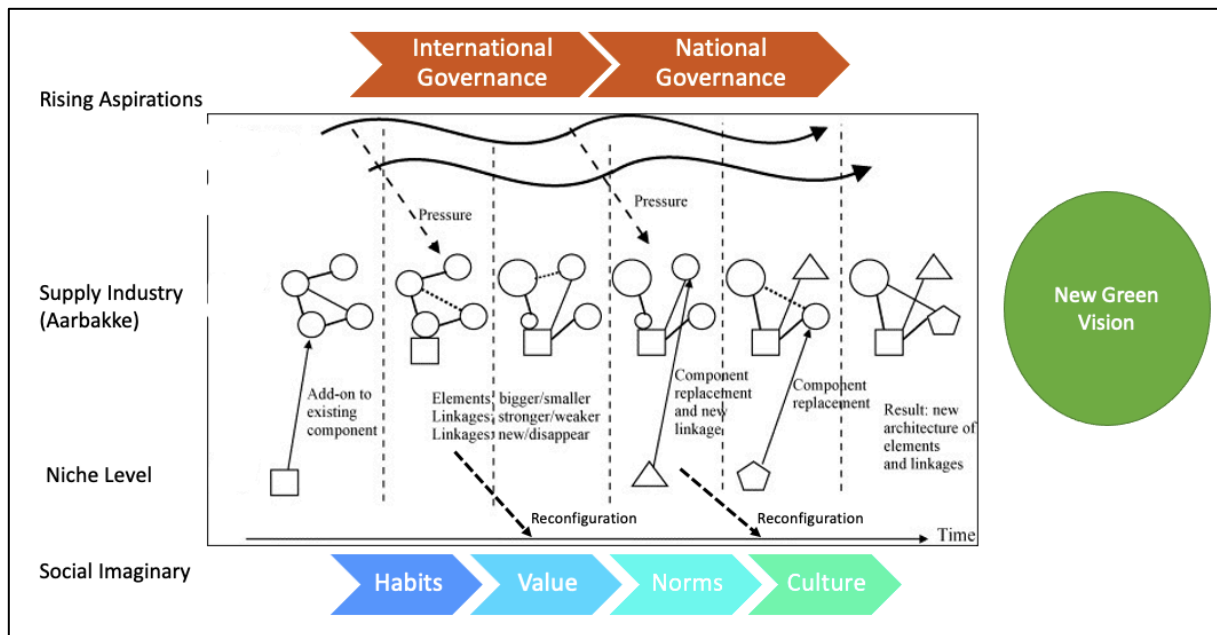 International
Governance
National
Governance
Rising Aspirations
Pressure
Pressure
Supply Industry
(Aarbakke)
New Green
Vision
Add-on to
existing
component
Elements: bigger/smaller
Linkages: stronger/weaker
Linkages: new/disappear
Component
replacement
and new
linkage
Component
replacement
Result: new
architecture of
elements
and linkages
Niche Level
Reconfiguration
Reconfiguration
Time
Social Imaginary
Habits
Value
Norms
Culture